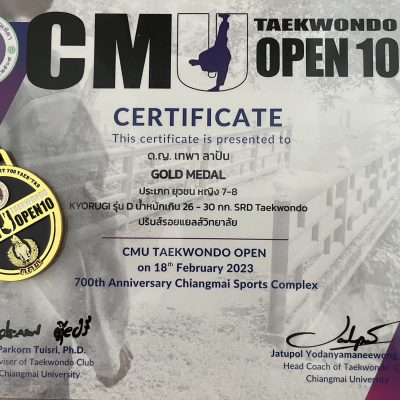 CMU TAEKWONDO
OPEN 10
CERTIFICATE
This certificate is presented to
ด.ญ. เทพา ลาปัน
GOLD MEDAL
ประเภท ยุวชน หญิง 7-8
KYORUGI รุ่น D น้ำหนักเกิน 26 - 30 กก. SRD Taekwondo
ปรินส์รอยแยลส์วิทยาลัย
OPEN10
CMU TAEKWONDO OPEN
on 18th February 2023
700th Anniversary Chiangmai Sports Complex
Parkorn Tuisri, Ph.D.
viser of Taekwondo Club
Chiangmai University
Jatupol Yodanyamaneewong
Head Coach of Taekwondo C
Chiangmai University